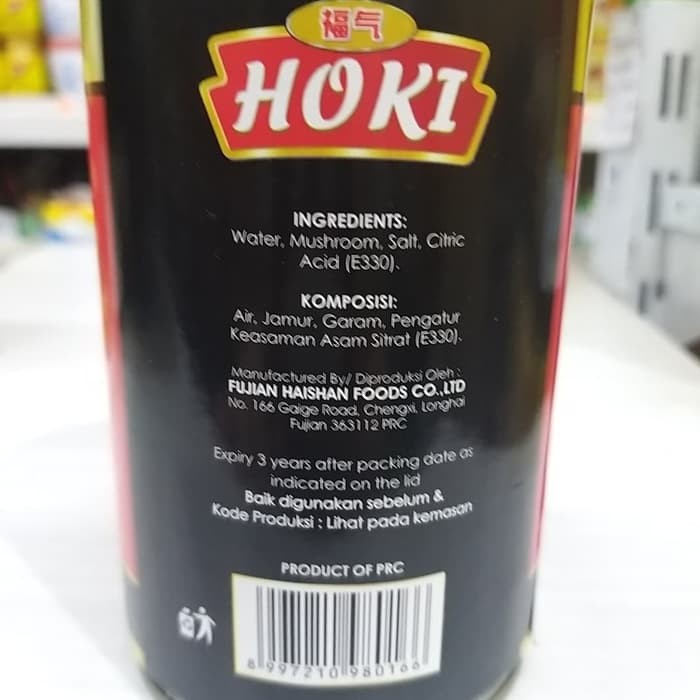 福气
HOKI
INGREDIENTS:
Water, Mushroom, Salt, Citric
Acid (E330).
KOMPOSISI:
Air, Jamur, Garam, Pengatur
Keasaman Asam Sitrat (E330).
Manufactured By/ Diproduksi Oleh :
FUJIAN HAISHAN FOODS CO.,LTD
No. 166 Gaige Road, Chengxi, Longhai
Fujian 363112 PRC
Expiry 3 years after packing date as
indicated on the lid
Baik digunakan sebelum &
Kode Produksi : Lihat pada kemasan
PRODUCT OF PRC
8 997210 980166